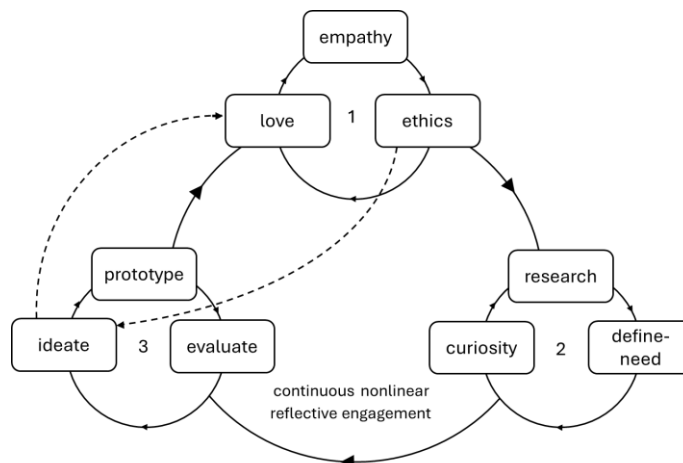 empathy
love
1
ethics
prototype
research
ideate
3
evaluate
curiosity
2
define-
need
continuous nonlinear
reflective engagement